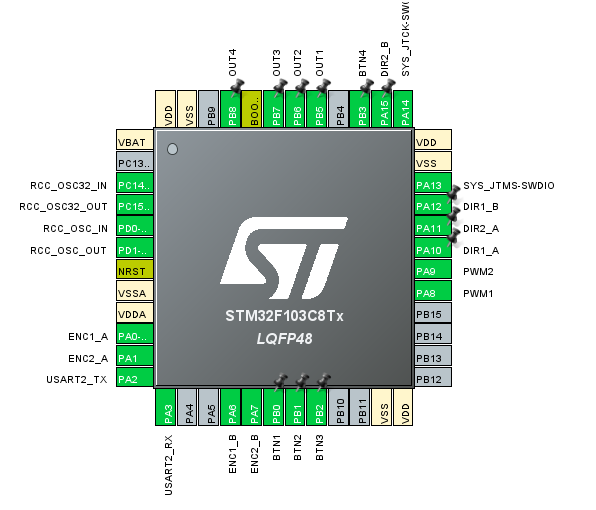 OUT4
OUT3
OUT2
OUT1
BTN4
DIR2_B
SYS_JTCK-SW
VDD
VSS
PB9
PB8
BOO..
PB7
PB6
PB5
PB4
PB3
PA15
PA14
VBAT
PC13..
RCC_OSC32_IN PC14..
RCC_OSC32_OUT PC15..
RCC_OSC_IN PD0-..
RCC_OSC_OUT PD1-..
NRST
VSSA
VDDA
ENC1_A PA0-..
ENC2_A PA1
USART2_TX PA2
VDD
VSS
PA13 SYS_JTMS-SWDIO
PA12 DIR1_B
PA11 DIR2_A
PA10 DIR1_A
PA9 PWM2
PA8 PWM1
PB15
PB14
PB13
PB12
STM32F103C8Tx
LQFP48
PA3
PA4
PA5
PA6
PA7
PB0
PB1
PB2
PB10
PB11
VSS
VDD
USART2_RX
ENC1_B
ENC2_B
BTN1
BTN2
BTN3